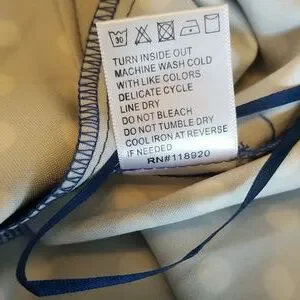 30
TURN INSIDE OUT
MACHINE WASH COLD
WITH LIKE COLORS
DELICATE CYCLE
LINE DRY
DO NOT BLEACH
DO NOT TUMBLE DRY
COOL IRON AT REVERSE
IF NEEDED
RN#118920